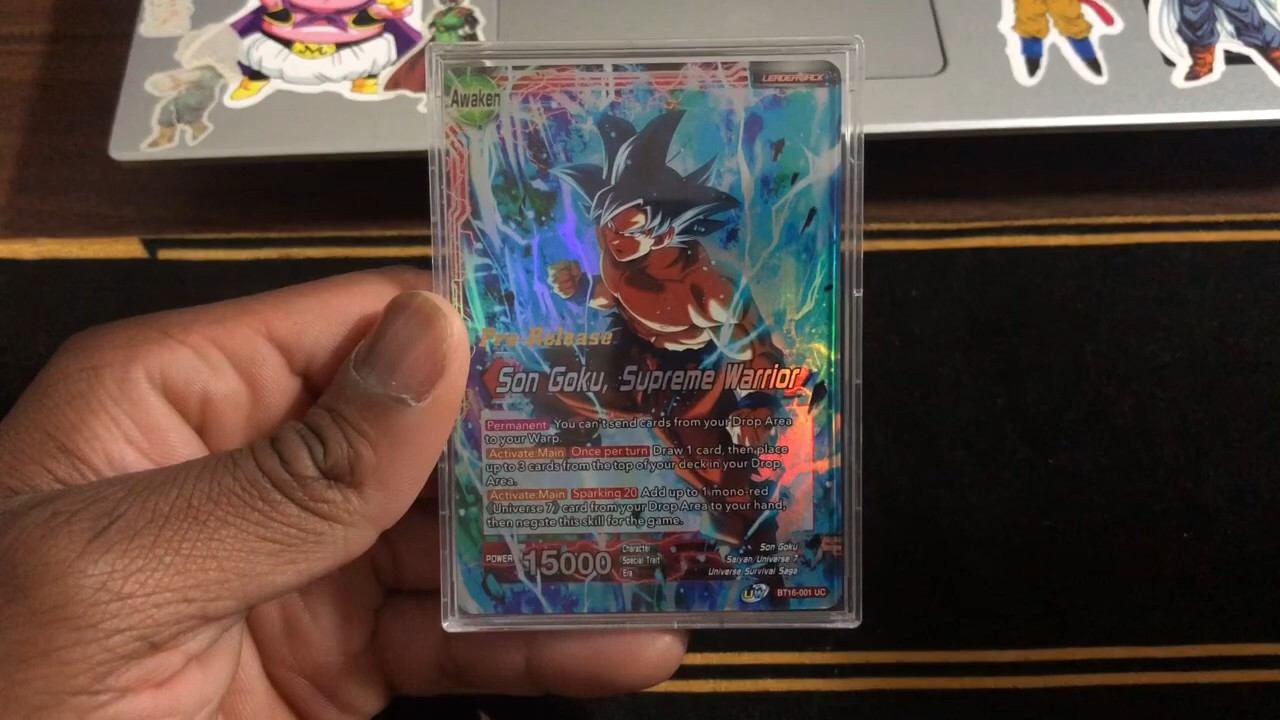 LEADER-BACK
Awaken
Pre-Release
Son Goku, Supreme Warrior
Permanent You can't send cards from your Drop Area
to your Warp.
Activate:Main Once per turn Draw 1 card, then place
up to 3 cards from the top of your deck in your Drop
Area.
Activate:Main Sparking 20 Add up to 1 mono-red
《Universe 7》 card from your Drop Area to your hand,
then negate this skill for the game.
POWER 15000
Character Son Goku
Special Trait Saiyan/Universe 7
Era Universe Survival Saga
UW BT16-001 UC
M